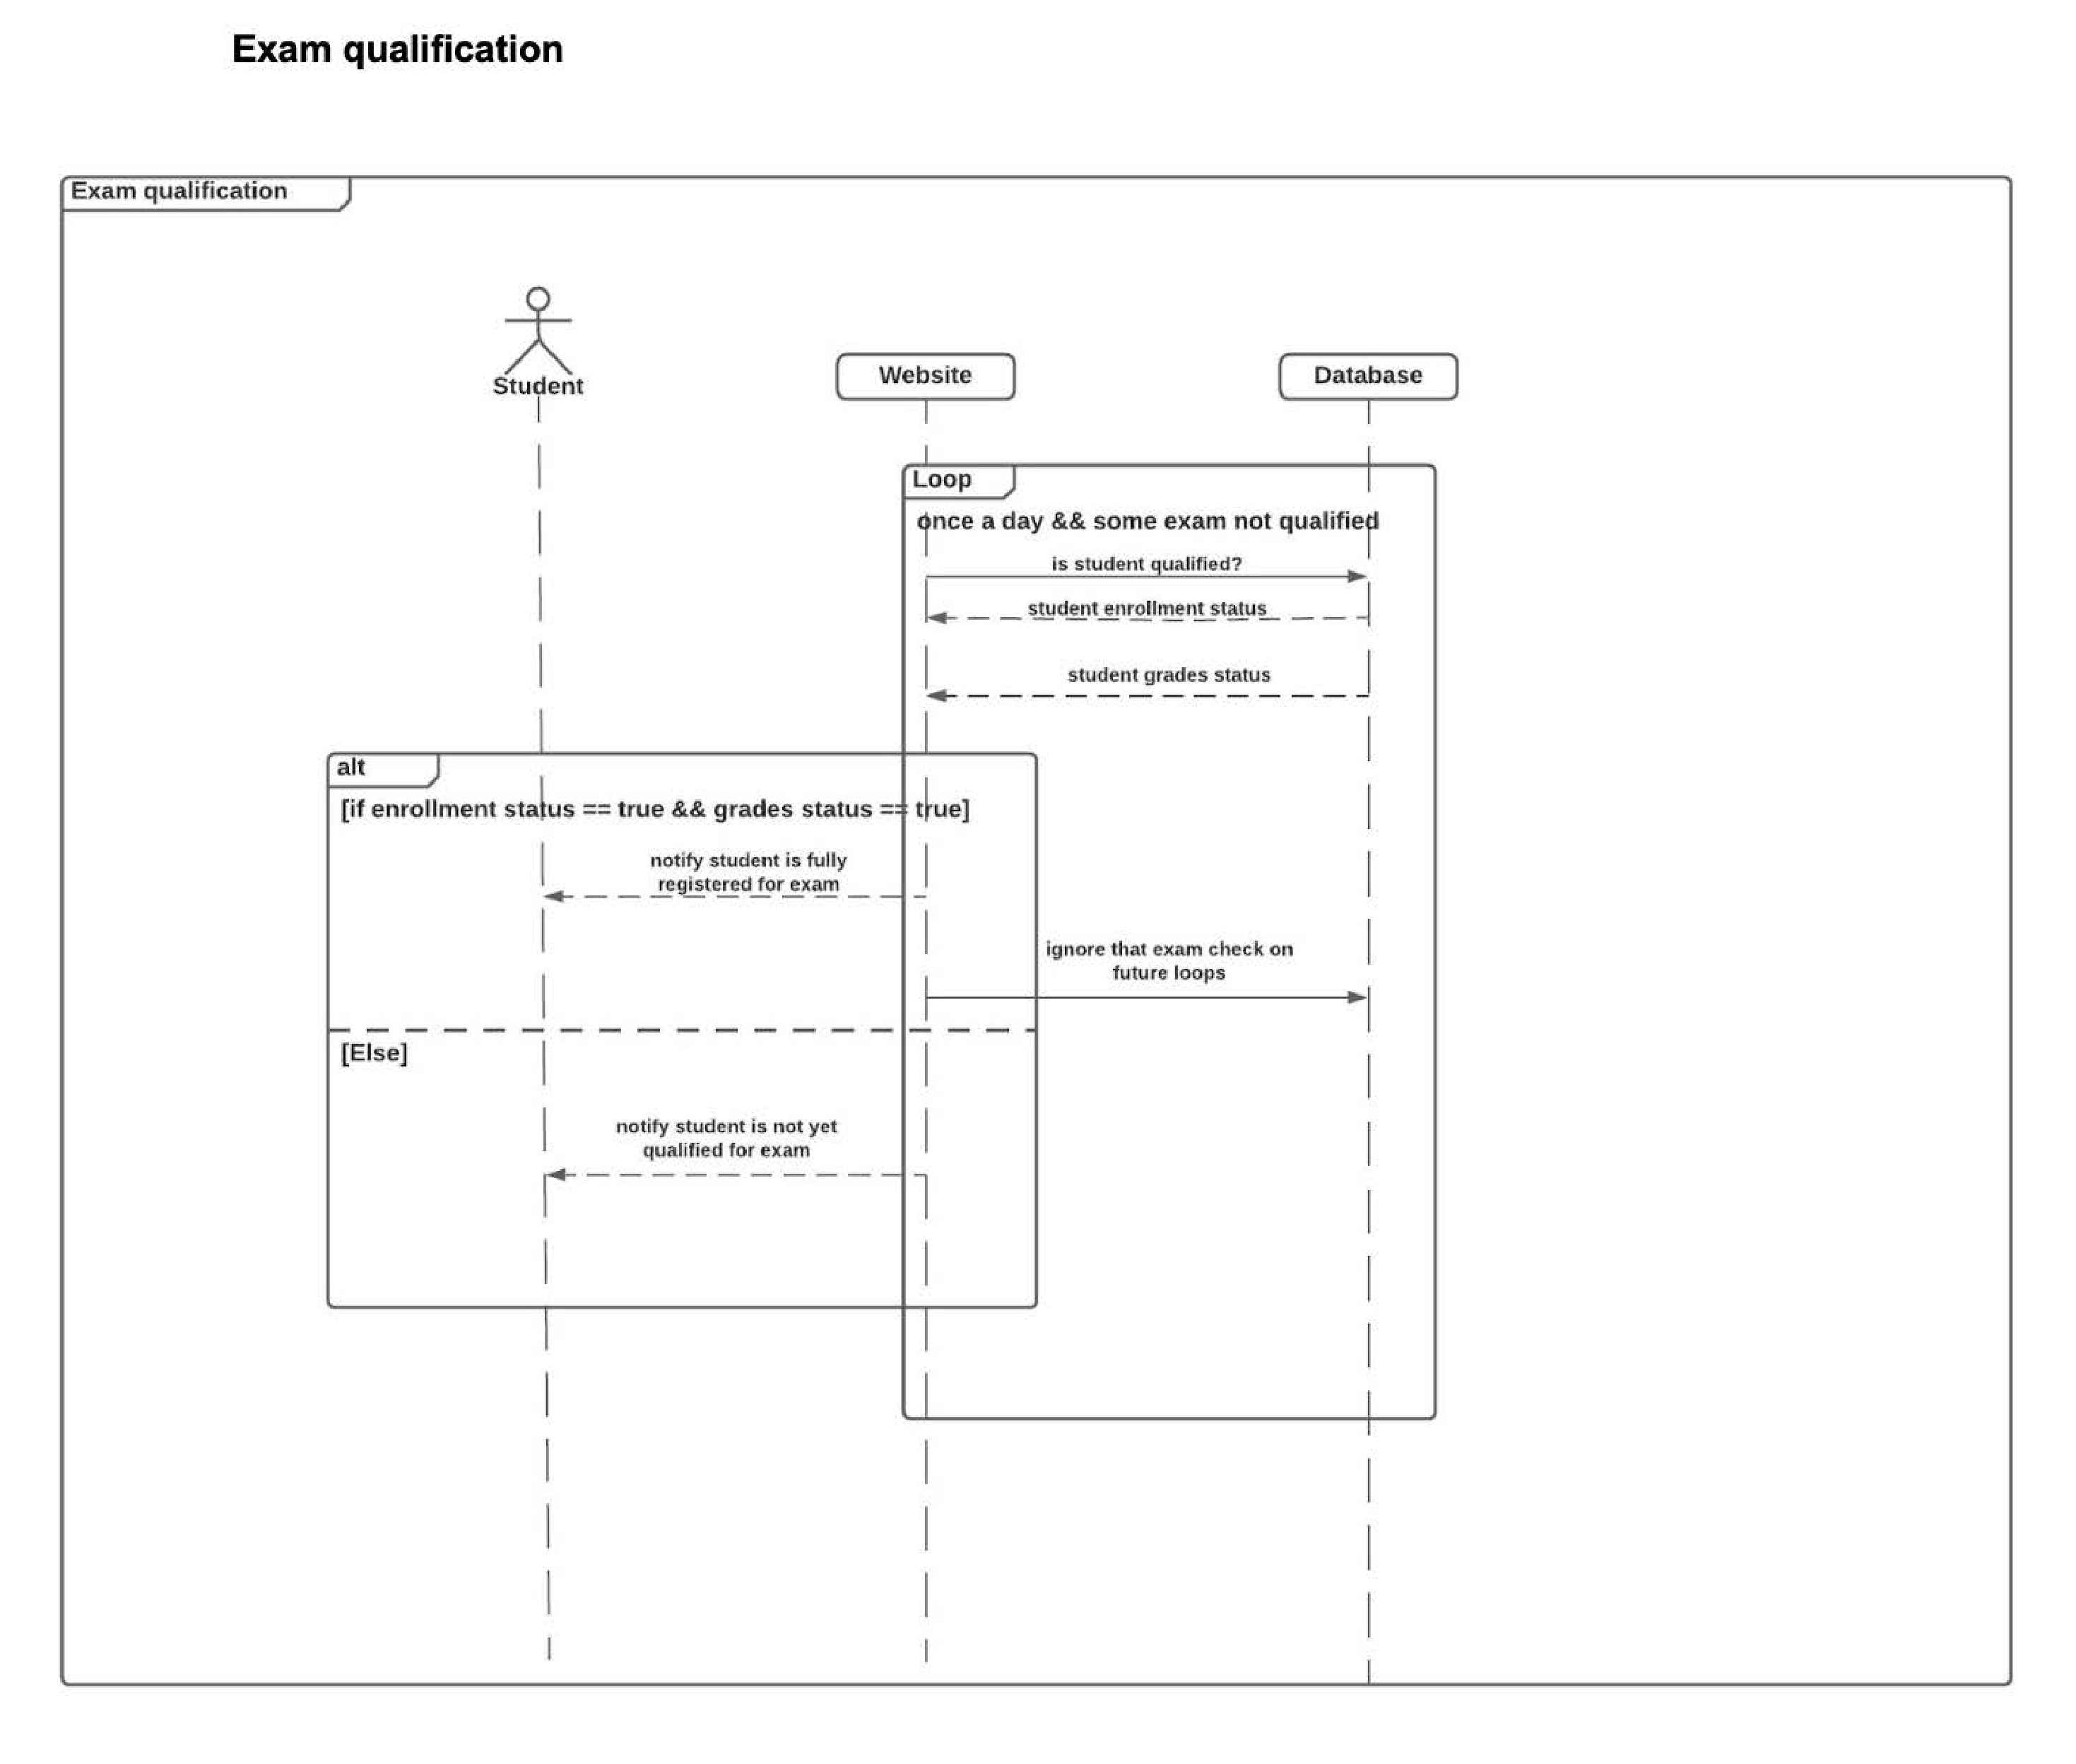 Exam qualification
Exam qualification
Student
Website
Database
Loop
once a day && some exam not qualified
is student qualified?
student enrollment status
student grades status
alt
[if enrollment status == true && grades status == true]
notify student is fully
registered for exam
ignore that exam check on
future loops
[Else]
notify student is not yet
qualified for exam